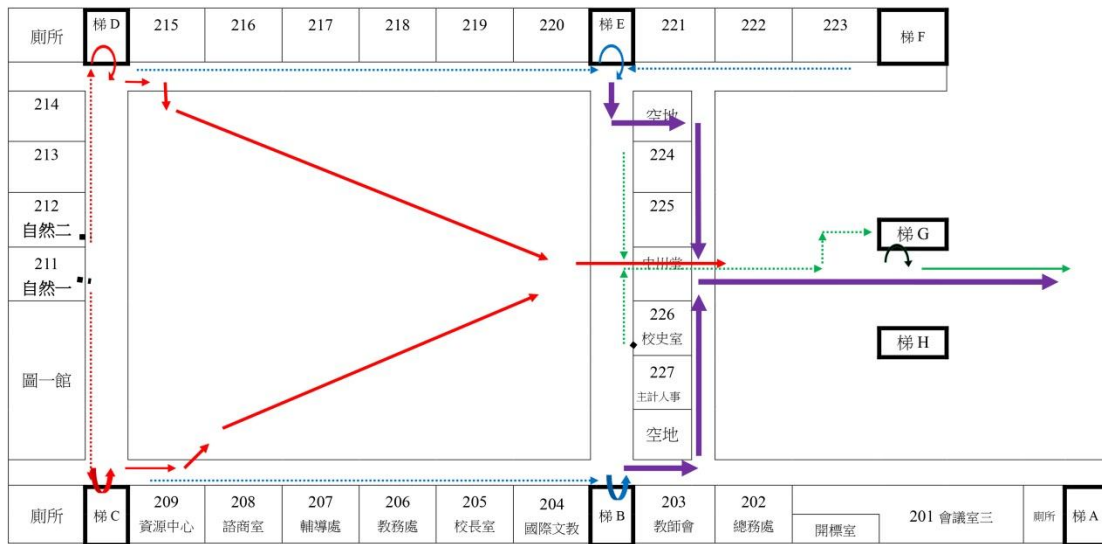 廁所
梯 D
215
216
217
218
219
220
梯 E
221
222
223
梯 F
214
213
212
自然二
211
自然一
圖一館
空地
224
225
中川堂
226
校史室
227
主計人事
空地
梯 G
梯 H
廁所
梯 C
209
資源中心
208
諮商室
207
輔導處
206
教務處
205
校長室
204
國際文教
梯 B
203
教師會
202
總務處
開標室
201 會議室三
廁所
梯 A